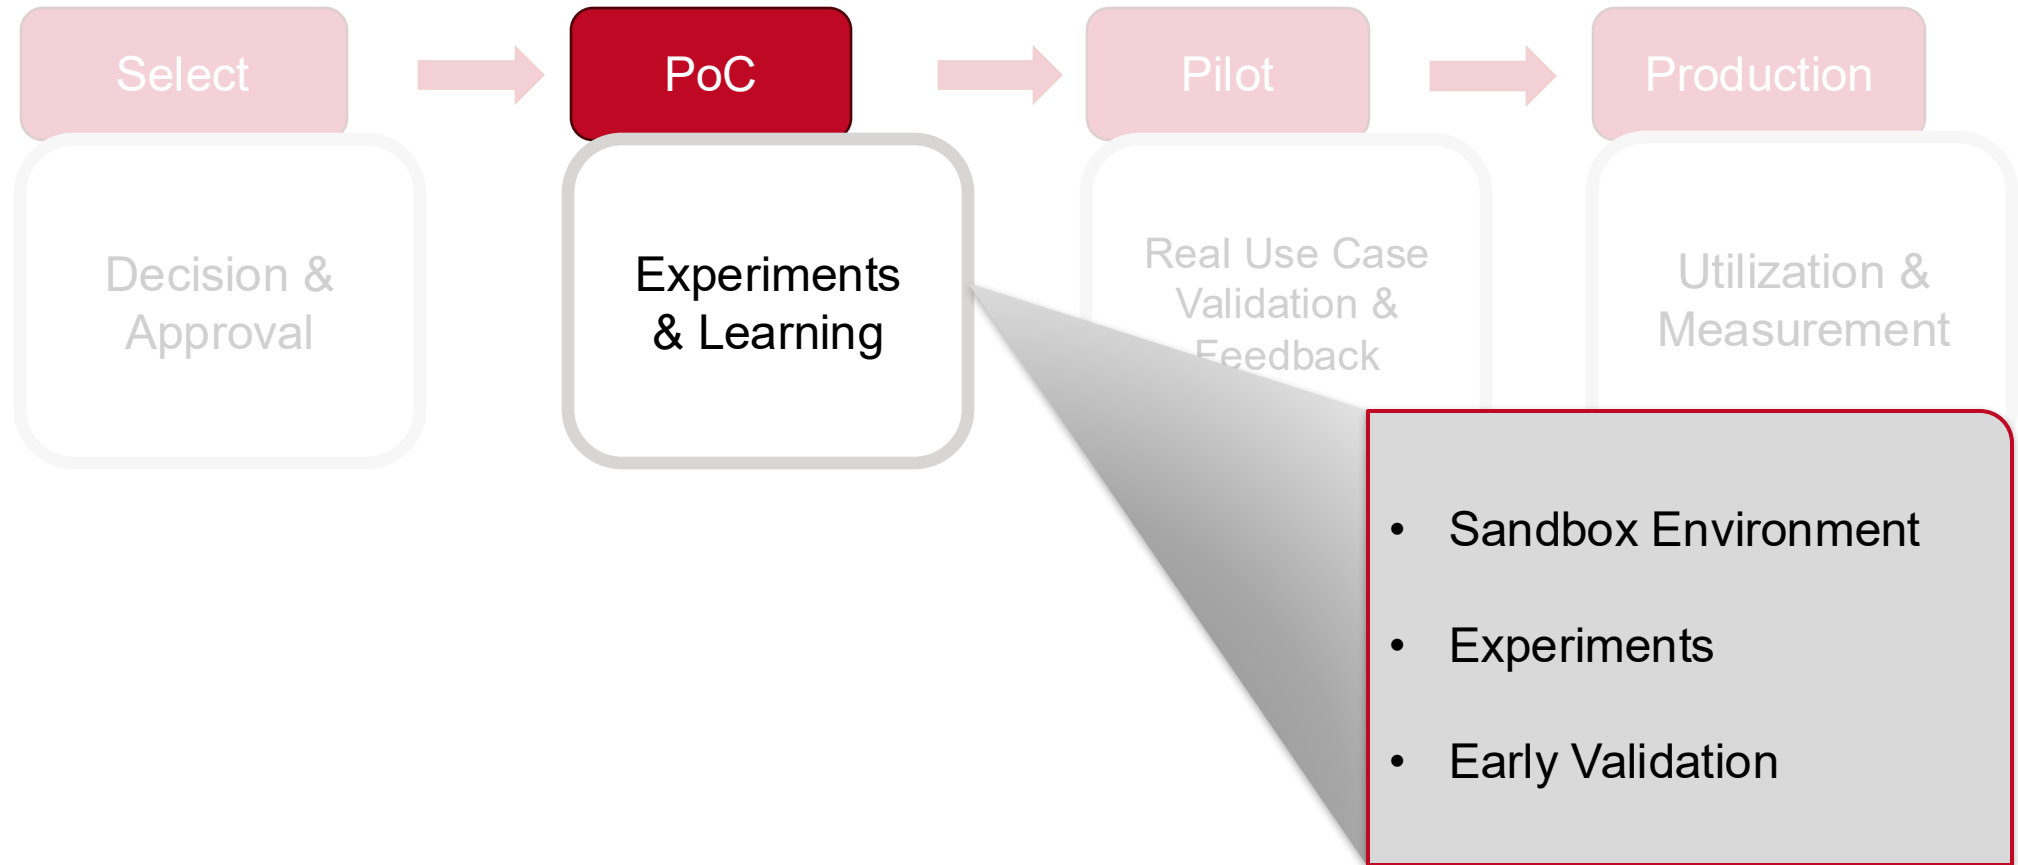 Select
PoC
Pilot
Production
Decision &
Approval
Experiments
& Learning
Real Use Case
Validation &
Feedback
Utilization &
Measurement
• Sandbox Environment
• Experiments
• Early Validation